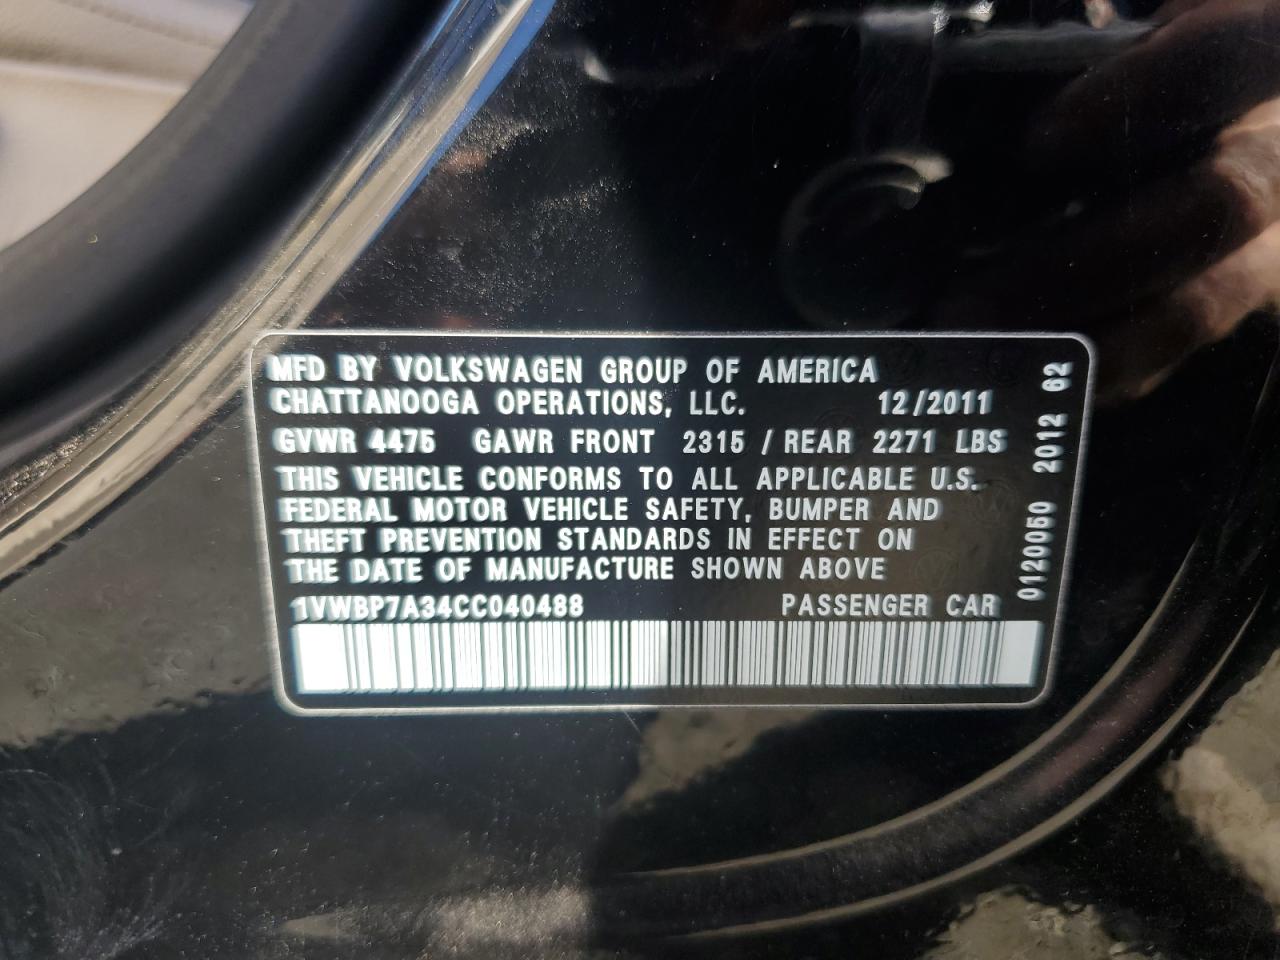 MFD BY VOLKSWAGEN GROUP OF AMERICA
CHATTANOOGA OPERATIONS, LLC. 12/2011
GVWR 4475 GAWR FRONT 2315 / REAR 2271 LBS
THIS VEHICLE CONFORMS TO ALL APPLICABLE U.S.
FEDERAL MOTOR VEHICLE SAFETY, BUMPER AND
THEFT PREVENTION STANDARDS IN EFFECT ON
THE DATE OF MANUFACTURE SHOWN ABOVE
1VWBP7A34CC040488 PASSENGER CAR
0120050 2012 62